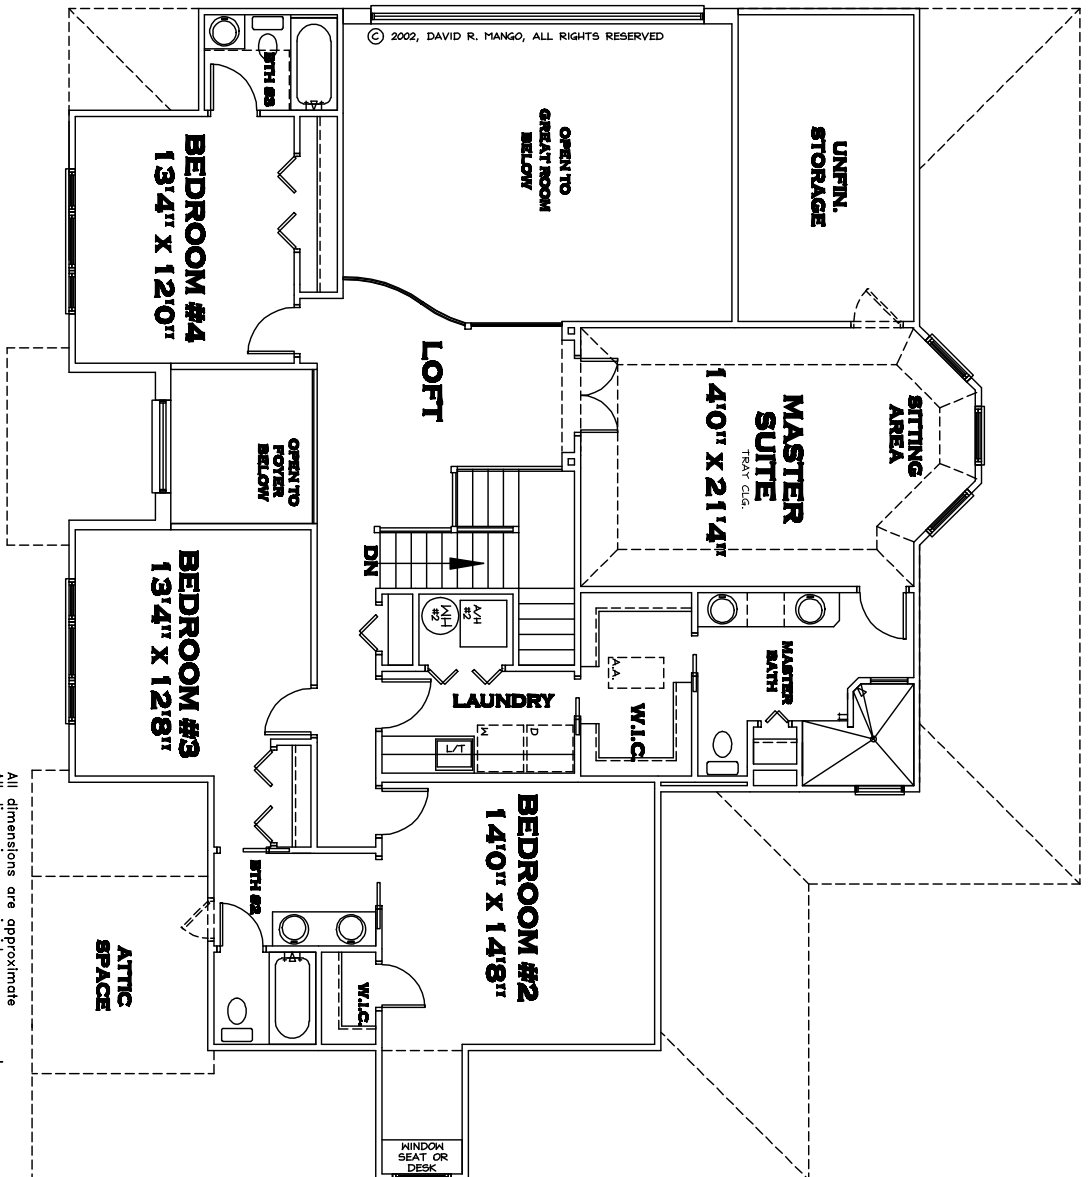 © 2002, DAVID R. MANGO, ALL RIGHTS RESERVED
BTH #3
BEDROOM #4
13'4" X 12'0"
OPEN TO
GREAT ROOM
BELOW
UNFIN.
STORAGE
LOFT
MASTER
SUITE
14'0" X 21'4"
TRAY CLG.
SITTING
AREA
OPEN TO
FOYER
BELOW
DN
BEDROOM #3
13'4" X 12'8"
WH
#2
A/H
#2
A.A.
MASTER
BATH
LAUNDRY
W.I.C.
L/T
W
D
BEDROOM #2
14'0" X 14'8"
BTH #2
W.I.C.
ATTIC
SPACE
WINDOW
SEAT OR
DESK
All dimensions are approximate